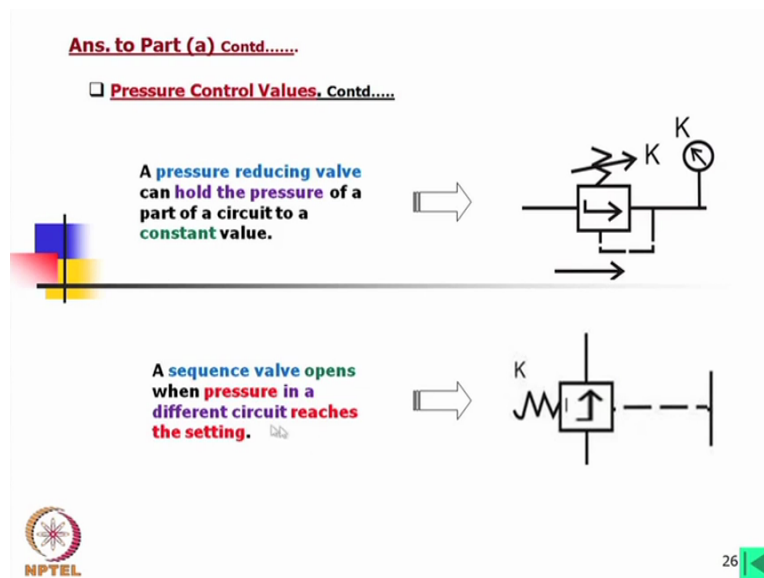 Ans. to Part (a) Contd.......
Pressure Control Values. Contd.....
A pressure reducing valve
can hold the pressure of a
part of a circuit to a
constant value.
K
K
A sequence valve opens
when pressure in a
different circuit reaches
the setting.
K
NPTEL
26